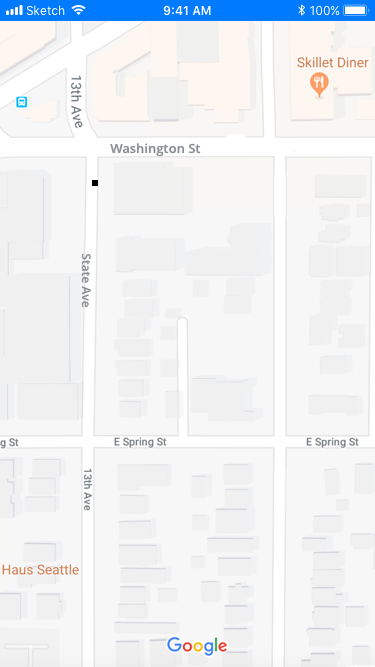 Sketch 9:41 AM 100%
Skillet Diner
13th Ave
Washington St
State Ave
g St
E Spring St
E Spring St
13th Ave
Haus Seattle
Google